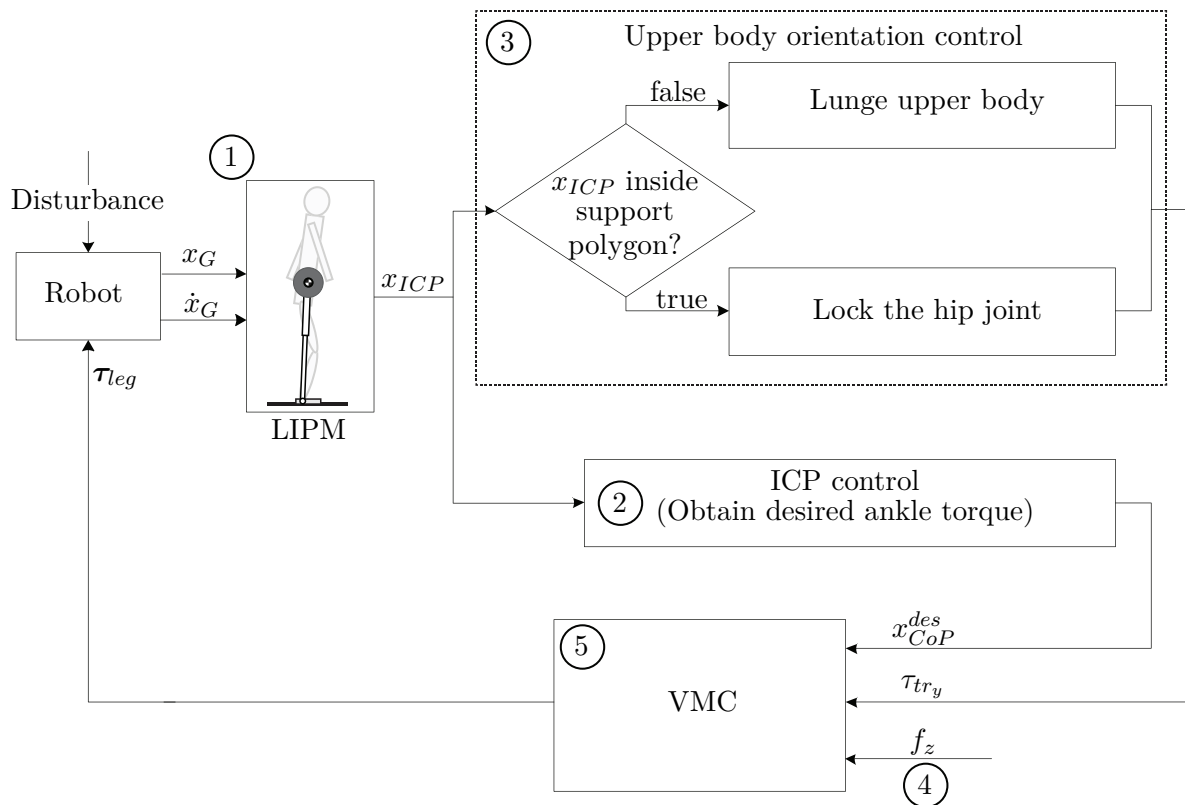 3
Upper body orientation control
false
Lunge upper body
1
x_{ICP} inside
support
polygon?
Disturbance
x_G
Robot
ẋ_G
x_{ICP}
true
Lock the hip joint
τ_{leg}
LIPM
2
ICP control
(Obtain desired ankle torque)
5
x_{CoP}^{des}
VMC
τ_{tr_y}
f_z
4